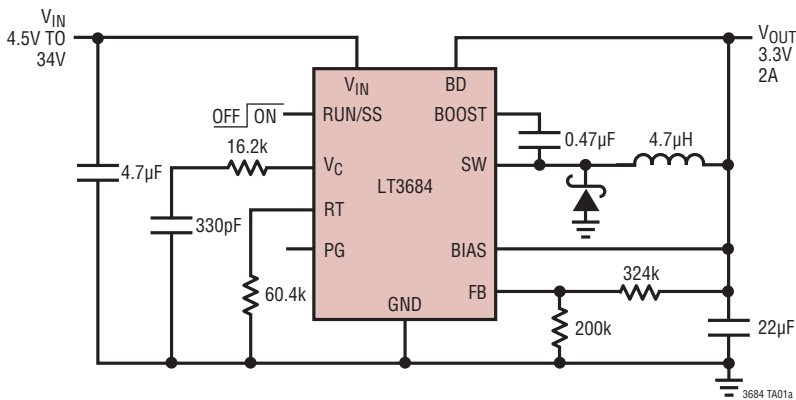 VIN
4.5V TO
34V
VOUT
3.3V
2A
VIN
BD
OFF ON
RUN/SS
BOOST
0.47µF
4.7µH
16.2k
VC
SW
4.7µF
LT3684
330pF
RT
PG
BIAS
60.4k
FB
324k
GND
200k
22µF
3684 TA01a